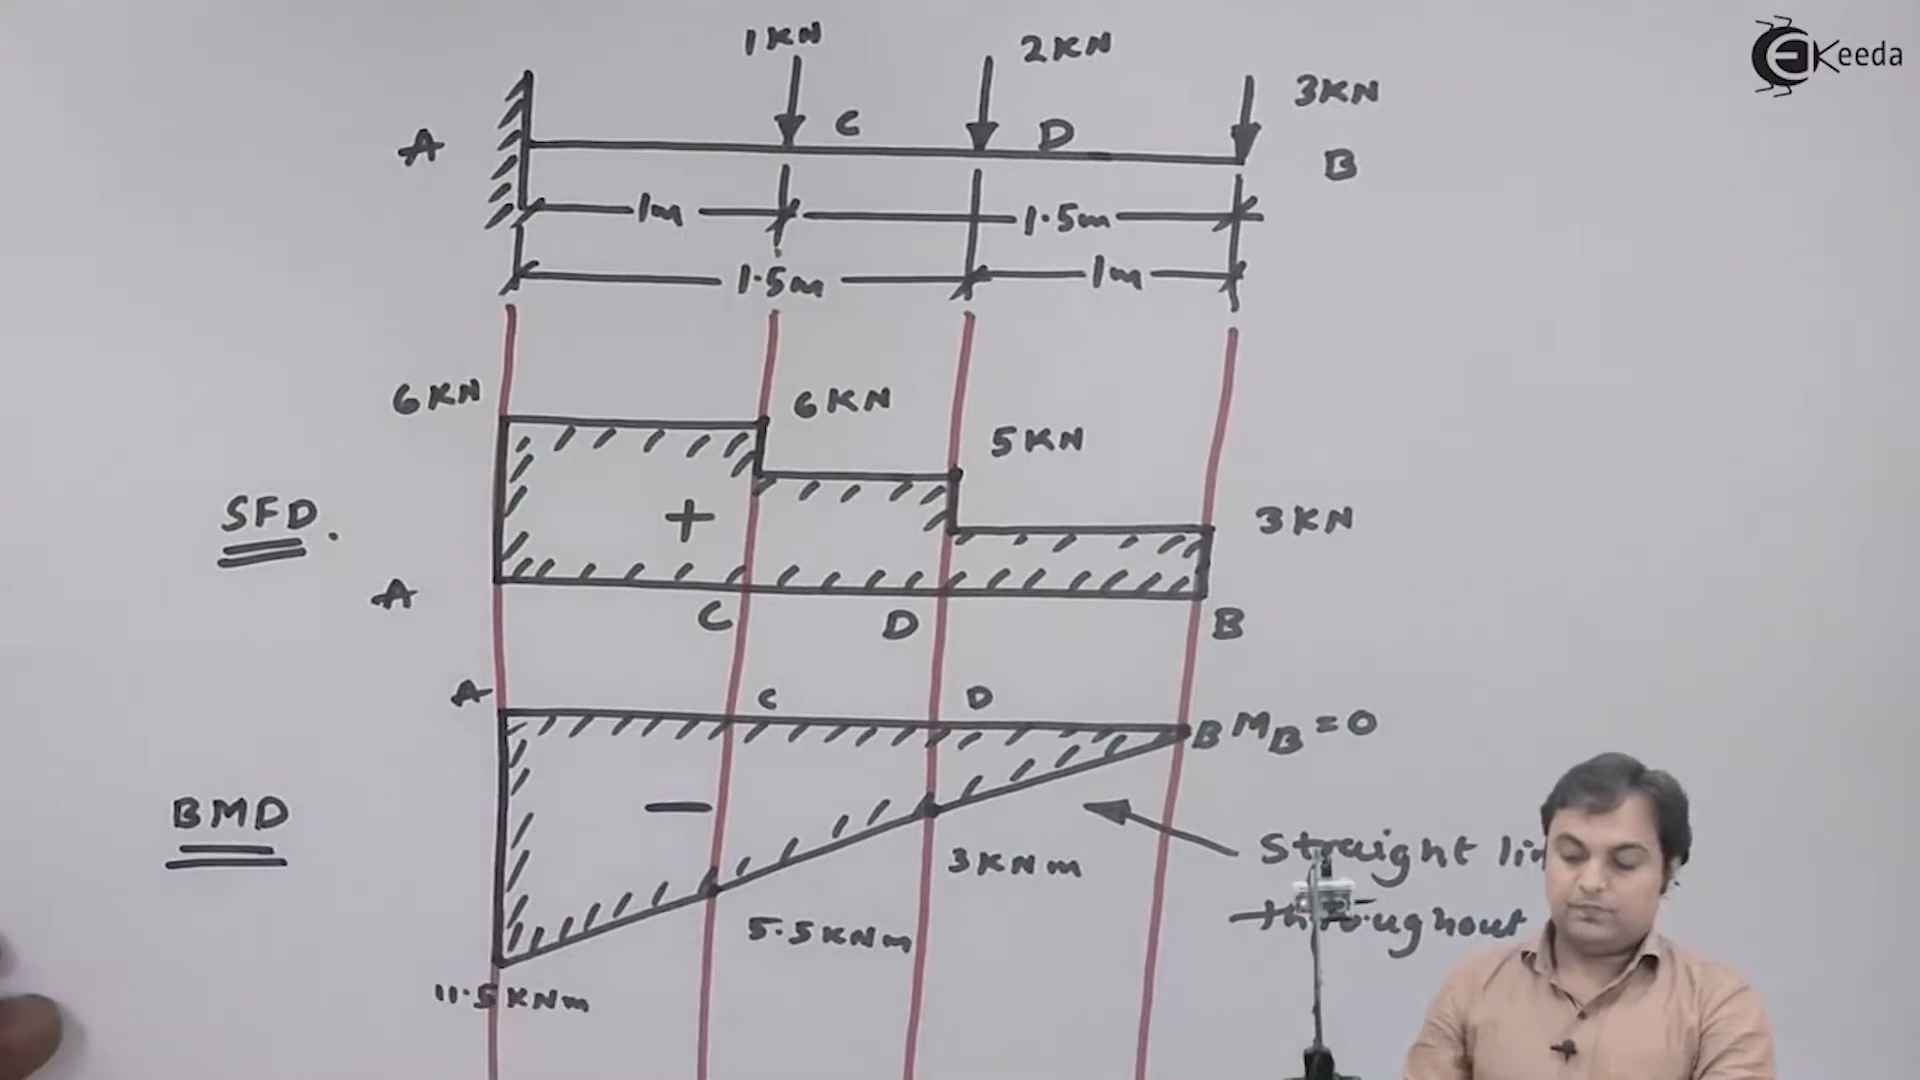 Keeda
1KN
2KN
3KN
A
C
D
B
1m
1.5m
1.5m
1m
6KN
6KN
5KN
3KN
SFD.
+
A
C
D
B
A
C
D
B MB = 0
BMD
−
Straight
throughout
3KNm
5.5KNm
11.5KNm